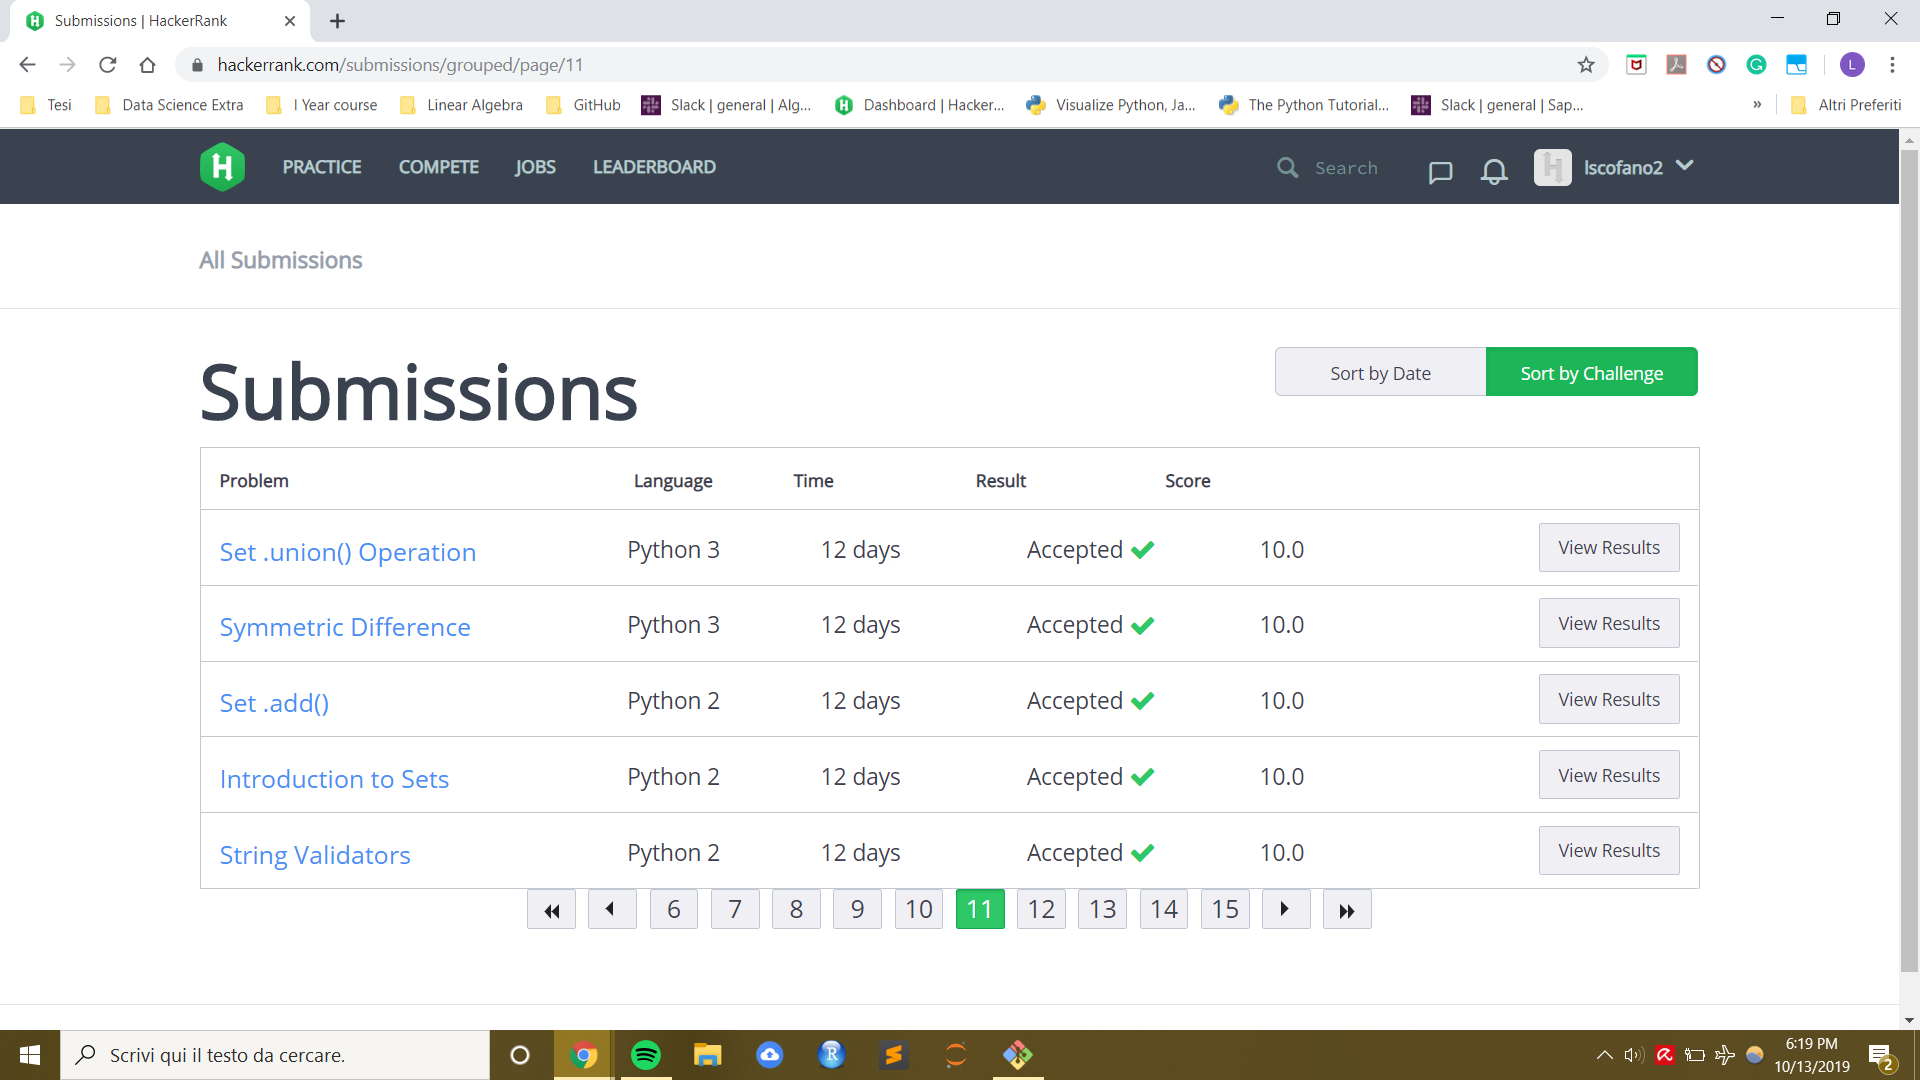 Submissions | HackerRank
hackerrank.com/submissions/grouped/page/11
L
Tesi Data Science Extra I Year course Linear Algebra GitHub Slack | general | Alg... Dashboard | Hacker... Visualize Python, Ja... The Python Tutorial... Slack | general | Sap... » Altri Preferiti
H PRACTICE COMPETE JOBS LEADERBOARD Search lscofano2
All Submissions
Submissions
Sort by Date Sort by Challenge
Problem Language Time Result Score
Set .union() Operation Python 3 12 days Accepted 10.0 View Results
Symmetric Difference Python 3 12 days Accepted 10.0 View Results
Set .add() Python 2 12 days Accepted 10.0 View Results
Introduction to Sets Python 2 12 days Accepted 10.0 View Results
String Validators Python 2 12 days Accepted 10.0 View Results
6 7 8 9 10 11 12 13 14 15
Scrivi qui il testo da cercare.
R
6:19 PM
10/13/2019
2